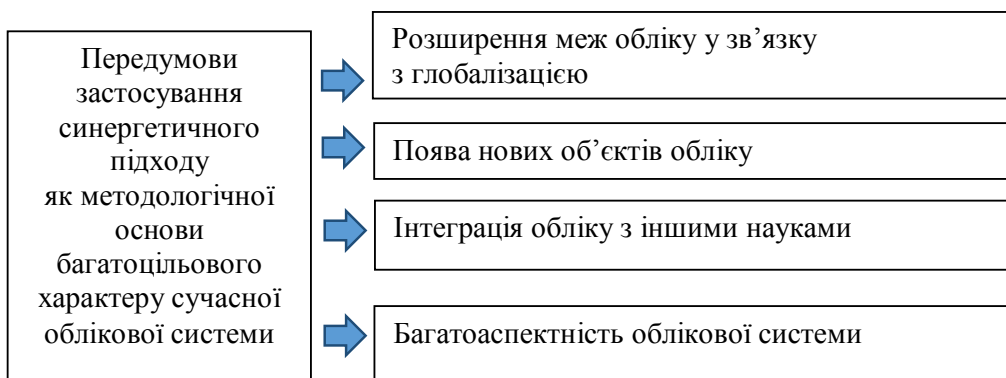 Передумови
застосування
синергетичного
підходу
як методологічної
основи
багатоцільового
характеру сучасної
облікової системи
Розширення меж обліку у зв’язку
з глобалізацією
Поява нових об’єктів обліку
Інтеграція обліку з іншими науками
Багатоаспектність облікової системи